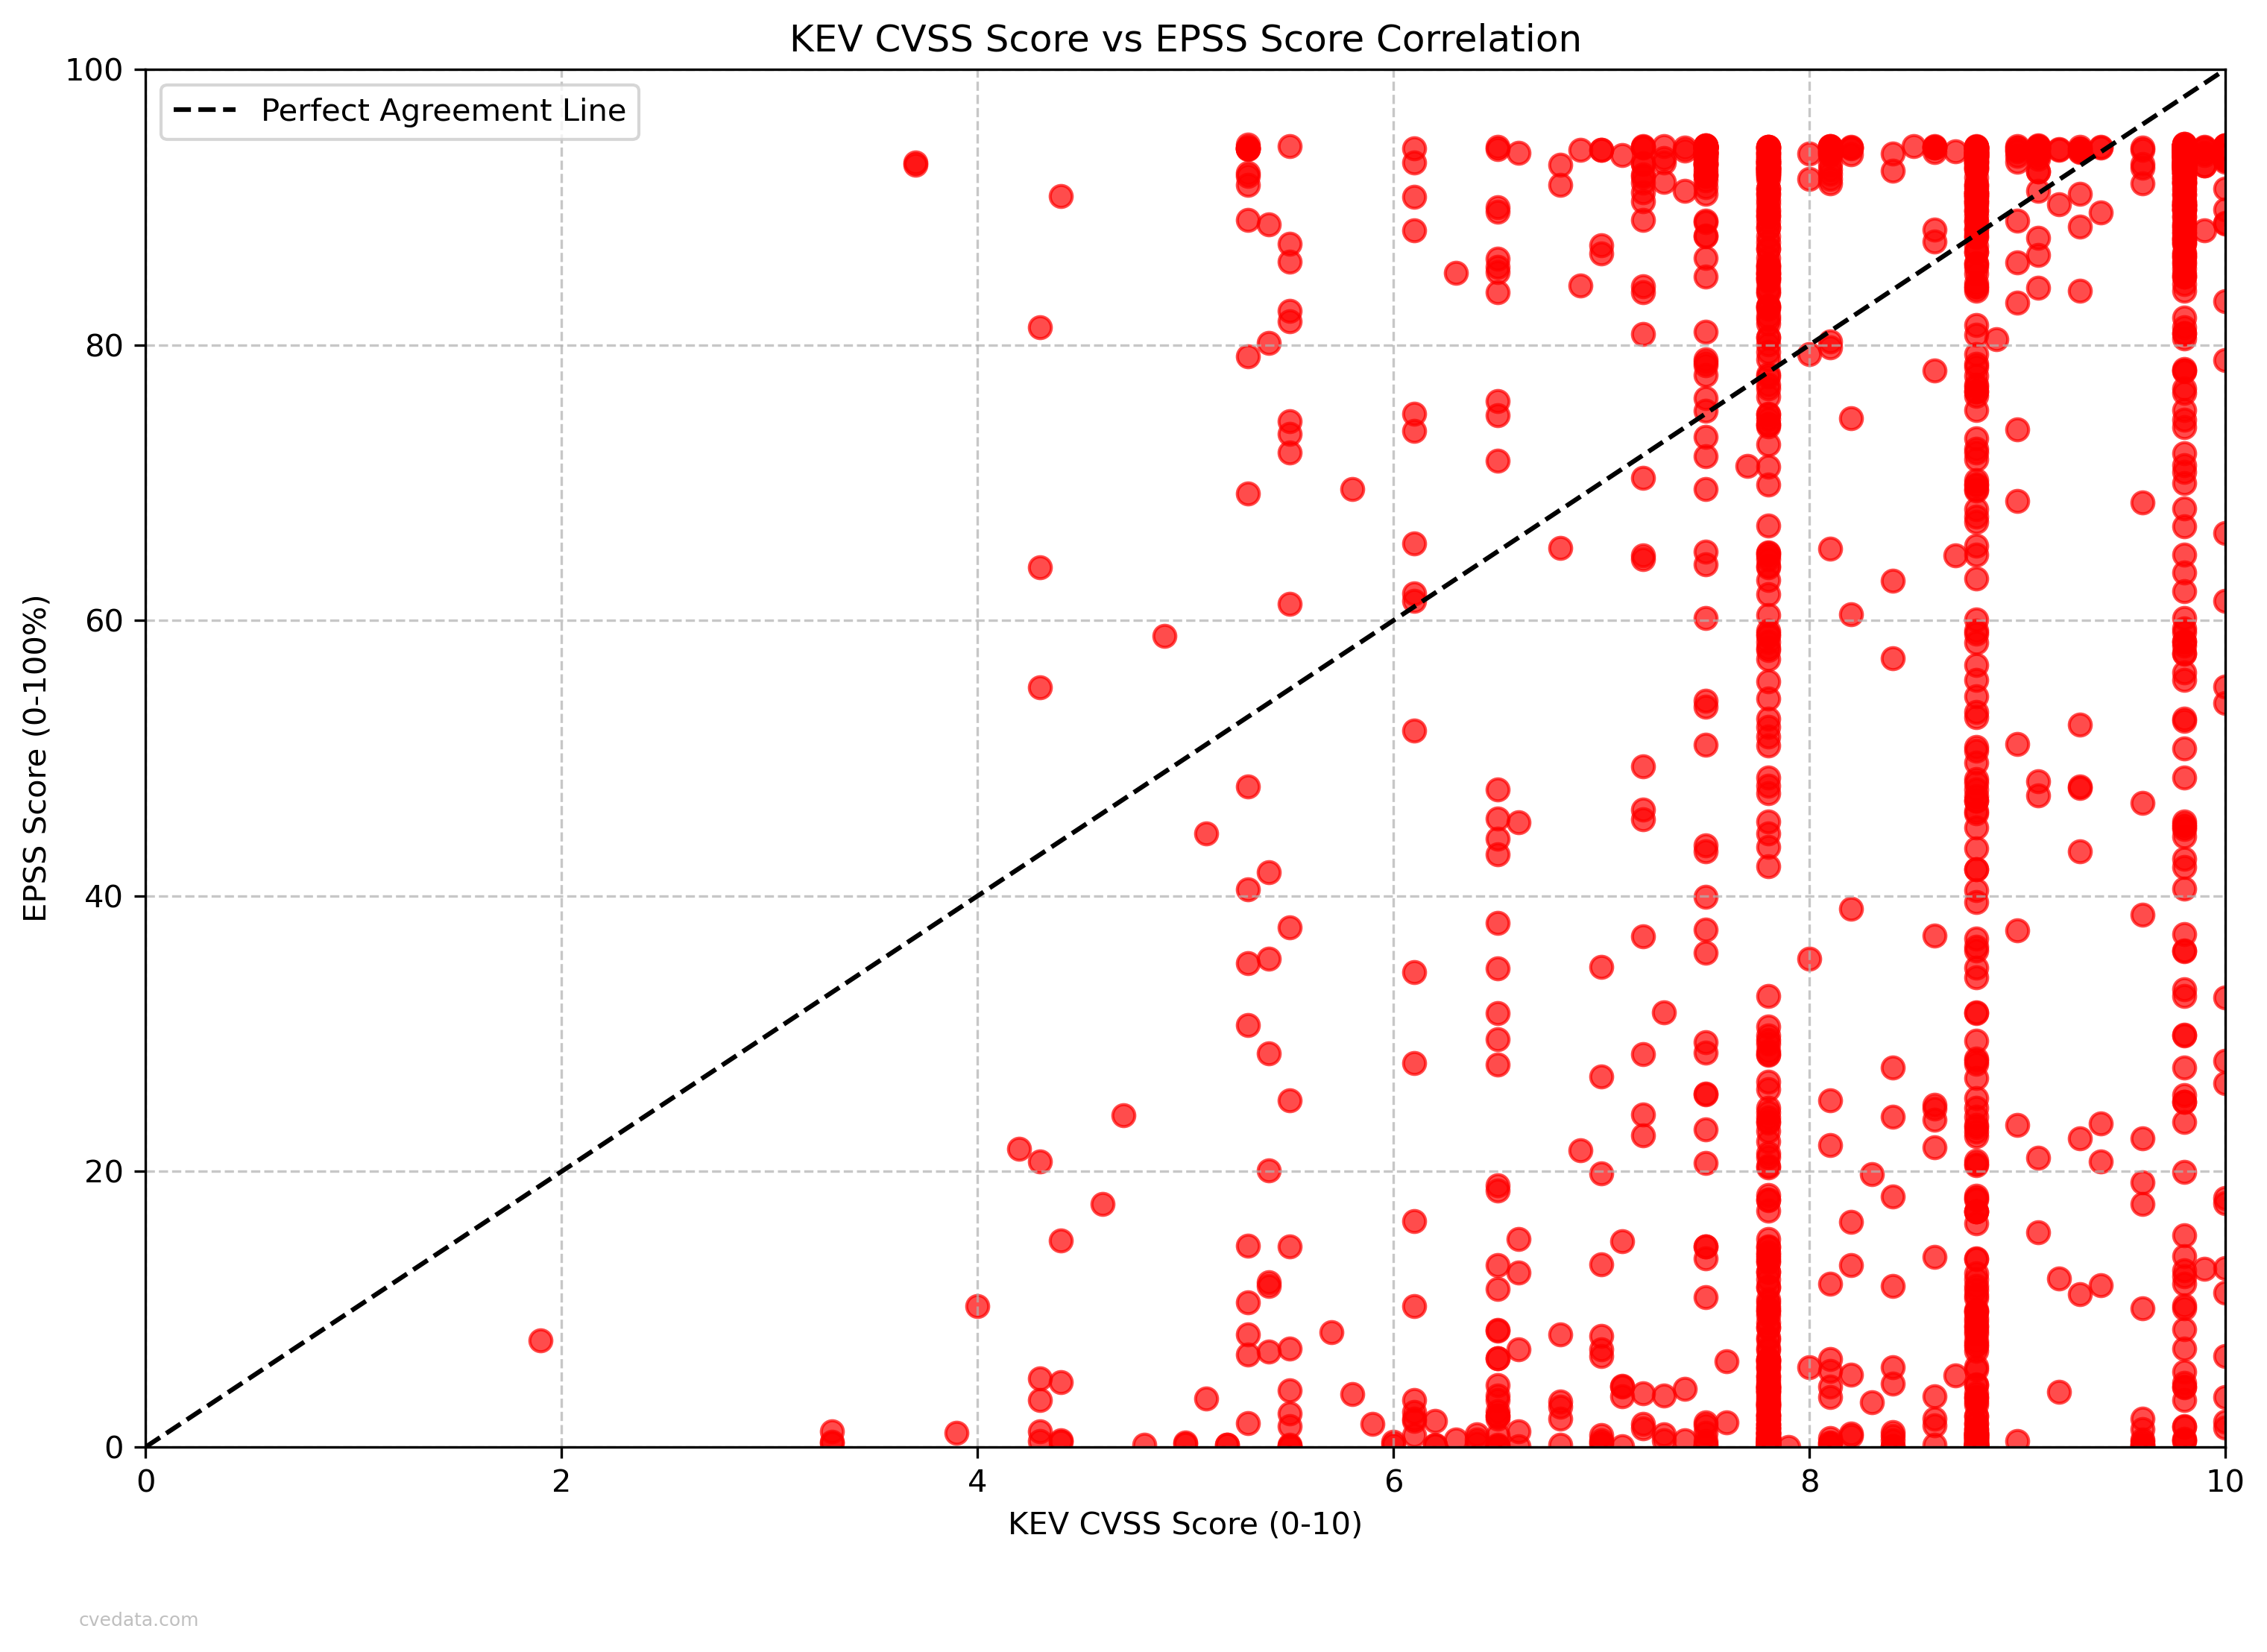 KEV CVSS Score vs EPSS Score Correlation
Perfect Agreement Line
EPSS Score (0-100%)
100
80
60
40
20
0
0 2 4 6 8 10
KEV CVSS Score (0-10)
cvedata.com